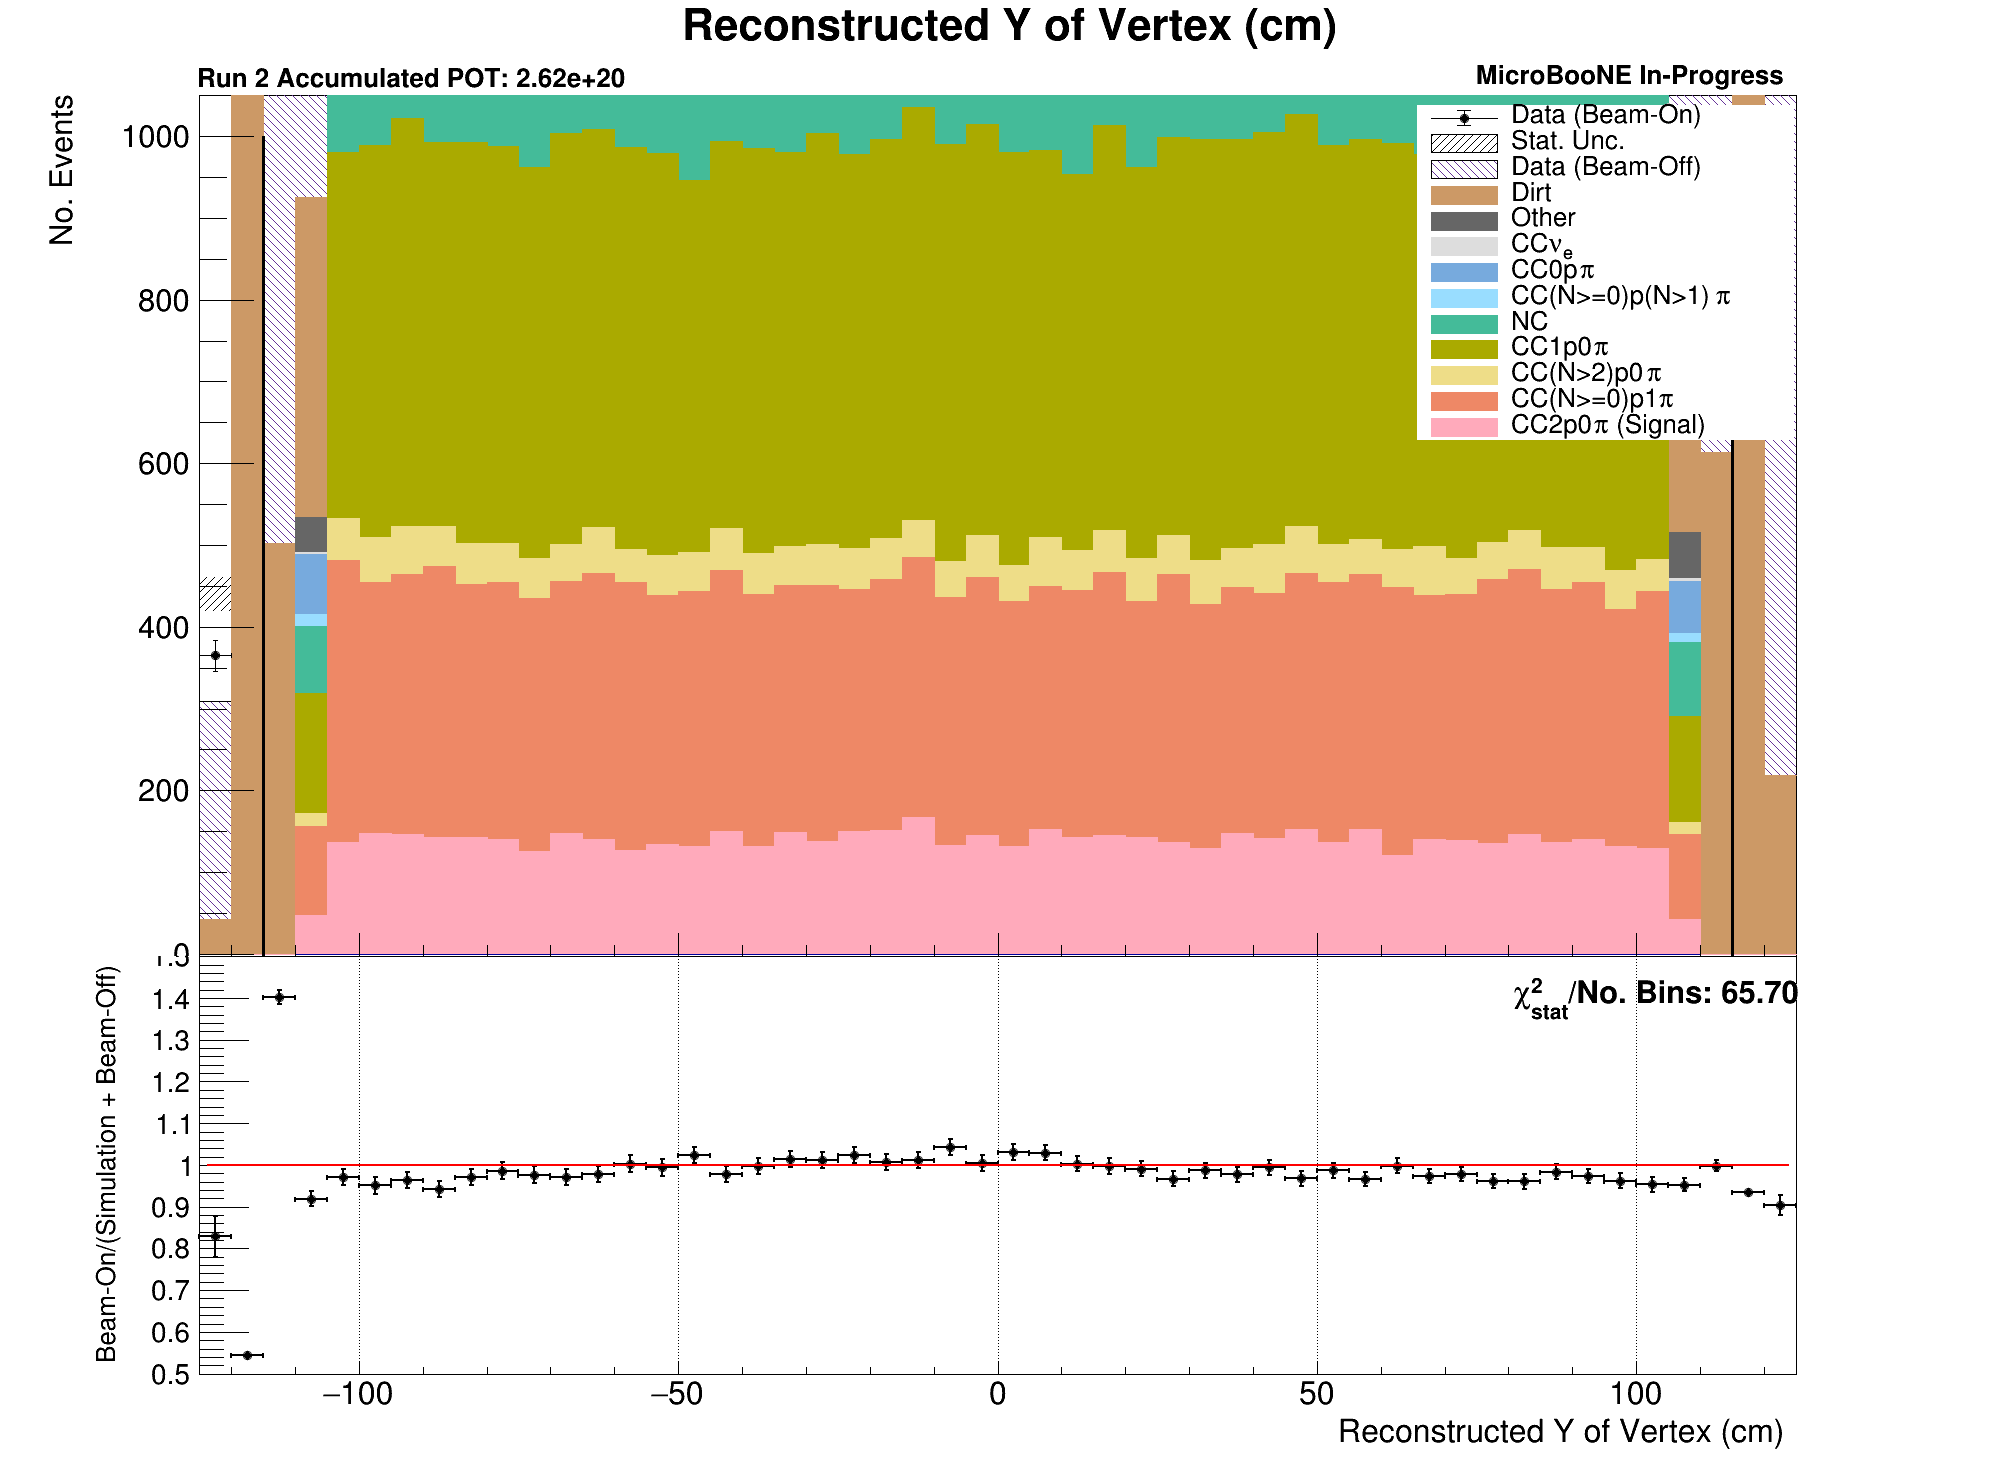 Reconstructed Y of Vertex (cm)
Run 2 Accumulated POT: 2.62e+20
MicroBooNE In-Progress
No. Events
1000
800
600
400
200
0
Data (Beam-On)
Stat. Unc.
Data (Beam-Off)
Dirt
Other
CCνe
CC0pπ
CC(N>=0)p(N>1) π
NC
CC1p0π
CC(N>2)p0π
CC(N>=0)p1π
CC2p0π (Signal)
Beam-On/(Simulation + Beam-Off)
1.5
1.4
1.3
1.2
1.1
1
0.9
0.8
0.7
0.6
0.5
χ²stat/No. Bins: 65.70
−100
−50
0
50
100
Reconstructed Y of Vertex (cm)